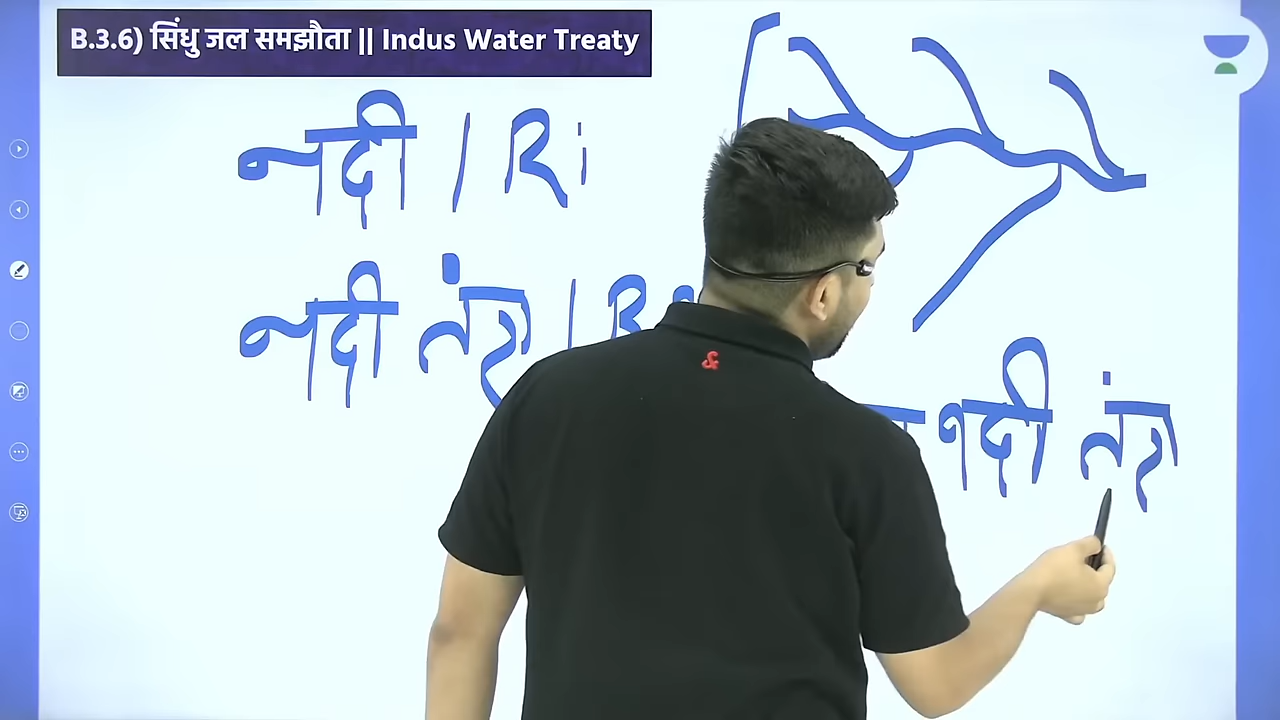 B.3.6) सिंधु जल समझौता || Indus Water Treaty
नदी / Ri
नदी तंत्र /
नदी तंत्र